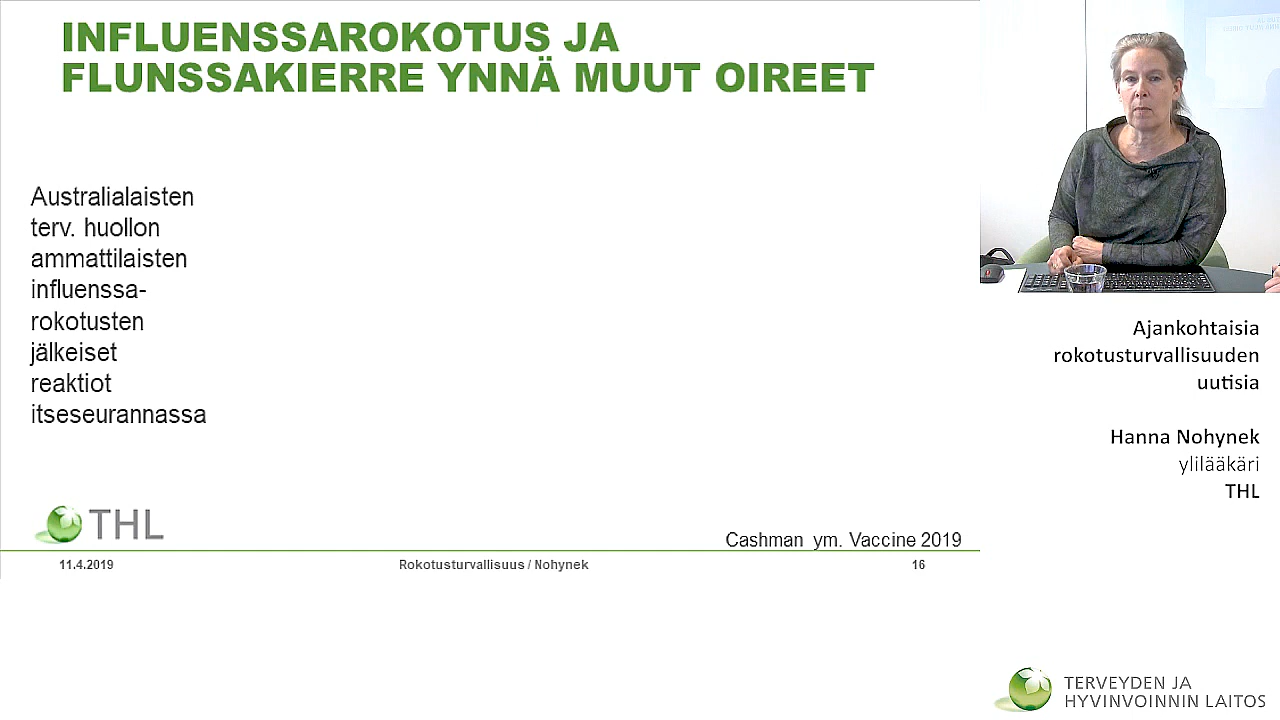 INFLUENSSAROKOTUS JA
FLUNSSAKIERRE YNNÄ MUUT OIREET
Australialaisten
terv. huollon
ammattilaisten
influenssa-
rokotusten
jälkeiset
reaktiot
itseseurannassa
THL
Cashman ym. Vaccine 2019
11.4.2019
Rokotusturvallisuus / Nohynek
16
Ajankohtaisia
rokotusturvallisuuden
uutisia
Hanna Nohynek
ylilääkäri
THL
TERVEYDEN JA
HYVINVOINNIN LAITOS